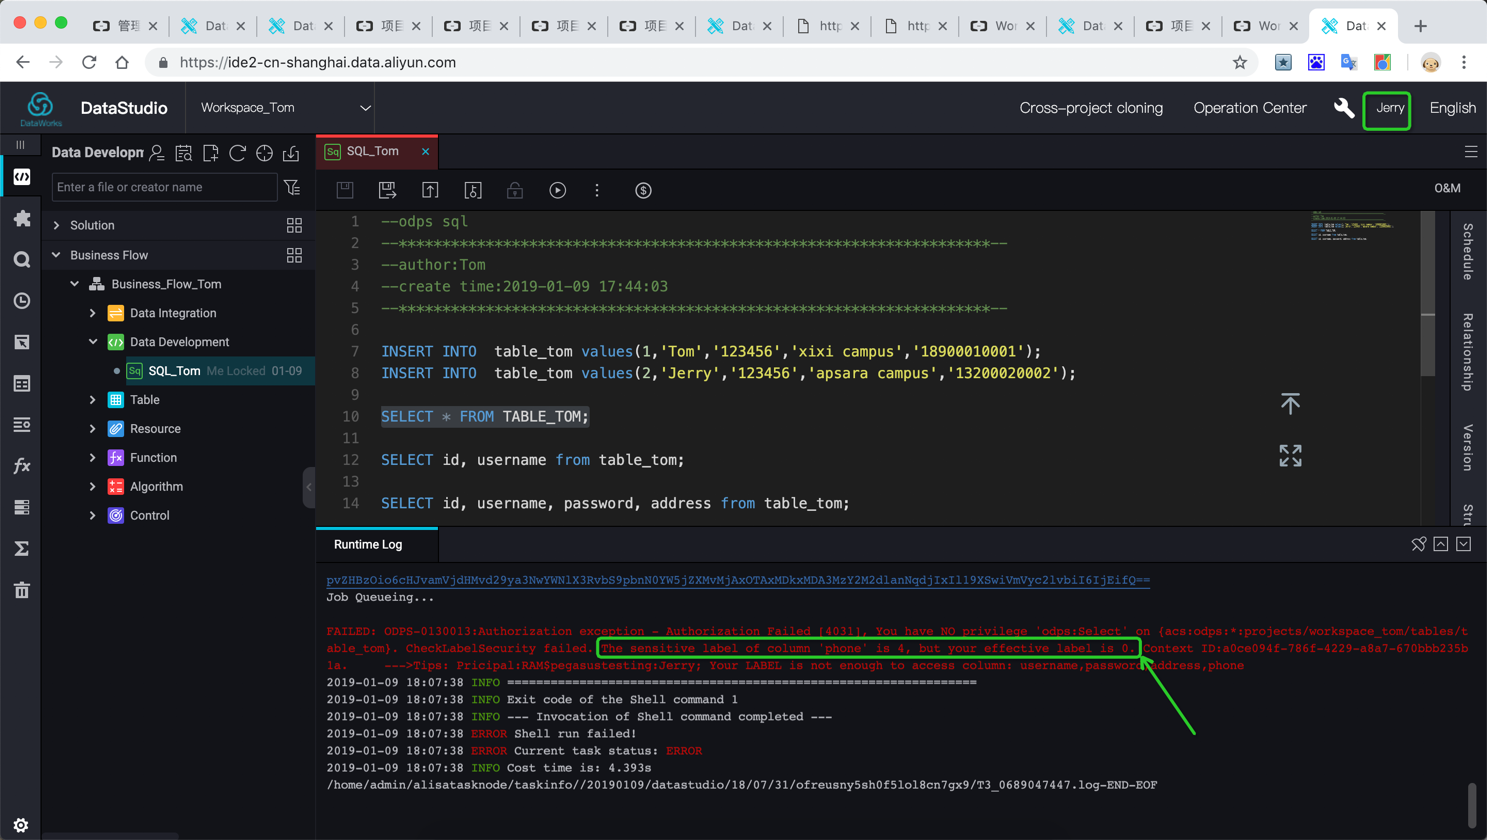 管理
Data
Data
项目
项目
项目
项目
Data
http
http
Wor
Data
项目
Wor
Data
https://ide2-cn-shanghai.data.aliyun.com
DataWorks
DataStudio
Workspace_Tom
Cross-project cloning
Operation Center
Jerry
English
Data Developm
SQL_Tom
Enter a file or creator name
O&M
Solution
Business Flow
Business_Flow_Tom
Data Integration
Data Development
Sq SQL_Tom Me Locked 01-09
Table
Resource
Function
Algorithm
Control
1 --odps sql
2 --********************************************************************--
3 --author:Tom
4 --create time:2019-01-09 17:44:03
5 --********************************************************************--
6
7 INSERT INTO  table_tom values(1,'Tom','123456','xixi campus','18900010001');
8 INSERT INTO  table_tom values(2,'Jerry','123456','apsara campus','13200020002');
9
10 SELECT * FROM TABLE_TOM;
11
12 SELECT id, username from table_tom;
13
14 SELECT id, username, password, address from table_tom;
Schedule
Relationship
Version
Stru
Runtime Log
Job Queueing...
FAILED: ODPS-0130013:Authorization exception - Authorization Failed [4031], You have NO privilege 'odps:Select' on {acs:odps:*:projects/workspace_tom/tables/t
able_tom}. CheckLabelSecurity failed. The sensitive label of column 'phone' is 4, but your effective label is 0. Context ID:a0ce094f-786f-4229-a8a7-670bbb235b
1a.     --->Tips: Pricipal:RAM$pegasustesting:Jerry; Your LABEL is not enough to access column: username,password,address,phone
2019-01-09 18:07:38 INFO =================================================================
2019-01-09 18:07:38 INFO Exit code of the Shell command 1
2019-01-09 18:07:38 INFO --- Invocation of Shell command completed ---
2019-01-09 18:07:38 ERROR Shell run failed!
2019-01-09 18:07:38 ERROR Current task status: ERROR
2019-01-09 18:07:38 INFO Cost time is: 4.393s
/home/admin/alisatasknode/taskinfo//20190109/datastudio/18/07/31/ofreusny5sh0f5lol8cn7gx9/T3_0689047447.log-END-EOF